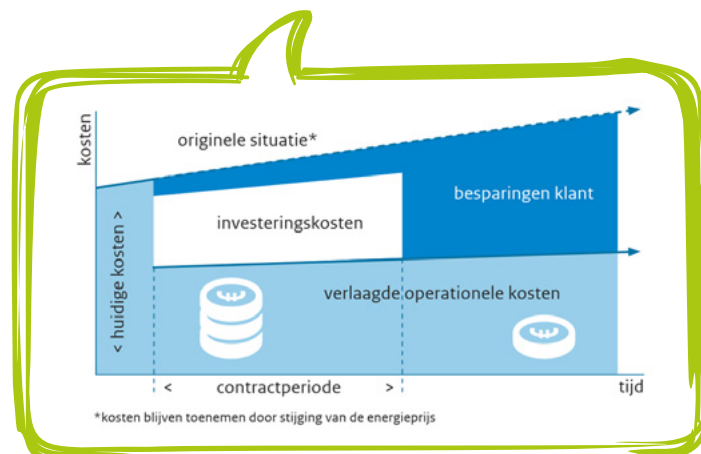 kosten
originele situatie*
besparingen klant
investeringskosten
< huidige kosten >
verlaagde operationele kosten
< contractperiode >
tijd
*kosten blijven toenemen door stijging van de energieprijs